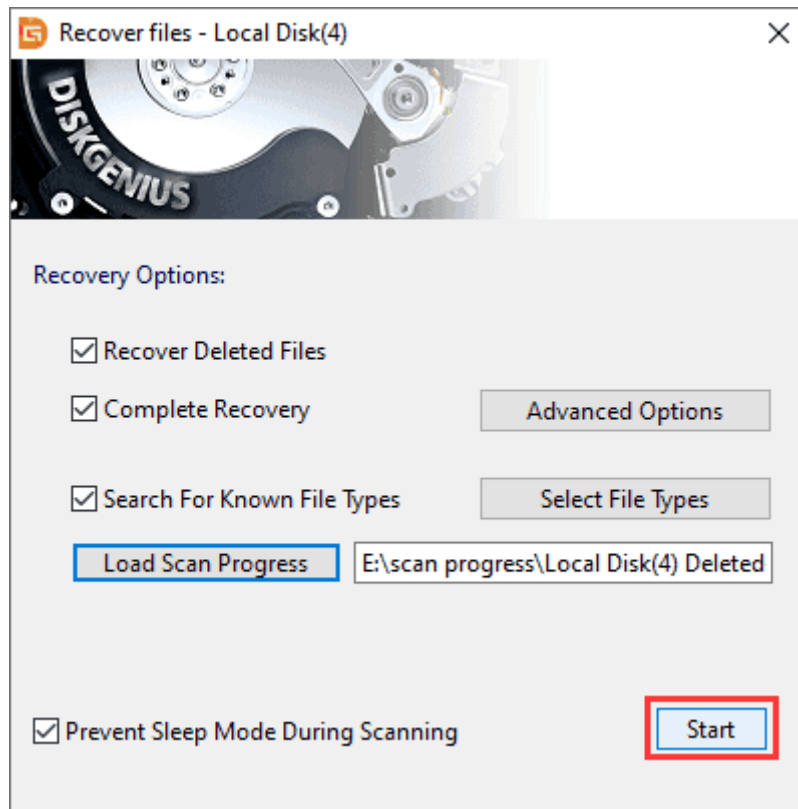 Recover files - Local Disk(4)
DISKGENIUS
Recovery Options:
Recover Deleted Files
Complete Recovery
Advanced Options
Search For Known File Types
Select File Types
Load Scan Progress
E:\scan progress\Local Disk(4) Deleted
Prevent Sleep Mode During Scanning
Start